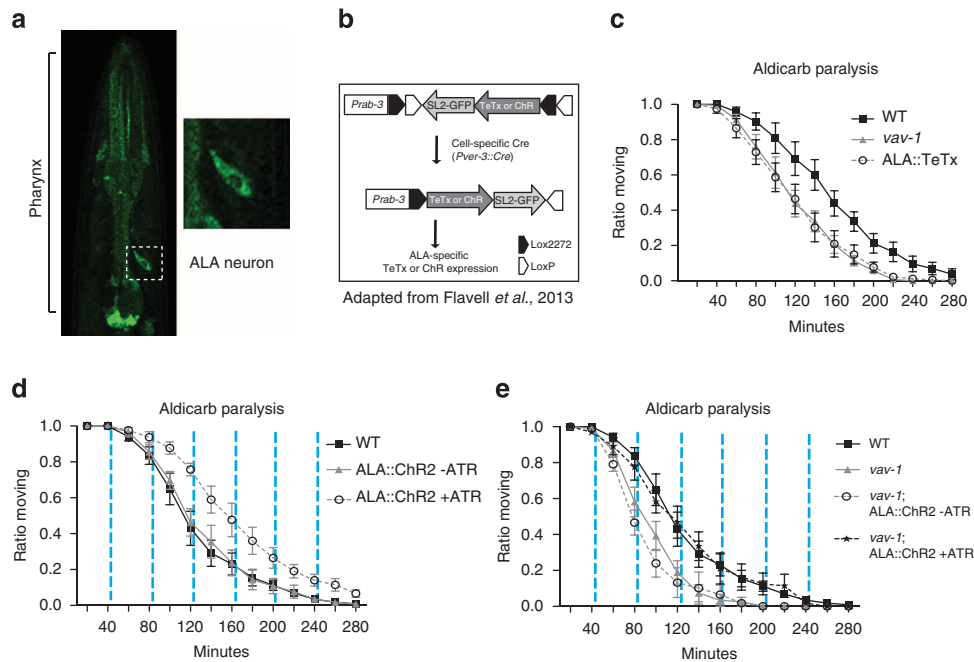 a
Pharynx
ALA neuron
b
Prab-3
SL2-GFP
TeTx or ChR
Cell-specific Cre
(Pver-3::Cre)
Prab-3
TeTx or ChR
SL2-GFP
ALA-specific
TeTx or ChR expression
Lox2272
LoxP
Adapted from Flavell et al., 2013
c
Aldicarb paralysis
WT
vav-1
ALA::TeTx
Ratio moving
1.0
0.8
0.6
0.4
0.2
0.0
40 80 120 160 200 240 280
Minutes
d
Aldicarb paralysis
WT
ALA::ChR2 -ATR
ALA::ChR2 +ATR
Ratio moving
1.0
0.8
0.6
0.4
0.2
0.0
40 80 120 160 200 240 280
Minutes
e
Aldicarb paralysis
WT
vav-1
vav-1;
ALA::ChR2 -ATR
vav-1;
ALA::ChR2 +ATR
Ratio moving
1.0
0.8
0.6
0.4
0.2
0.0
40 80 120 160 200 240 280
Minutes